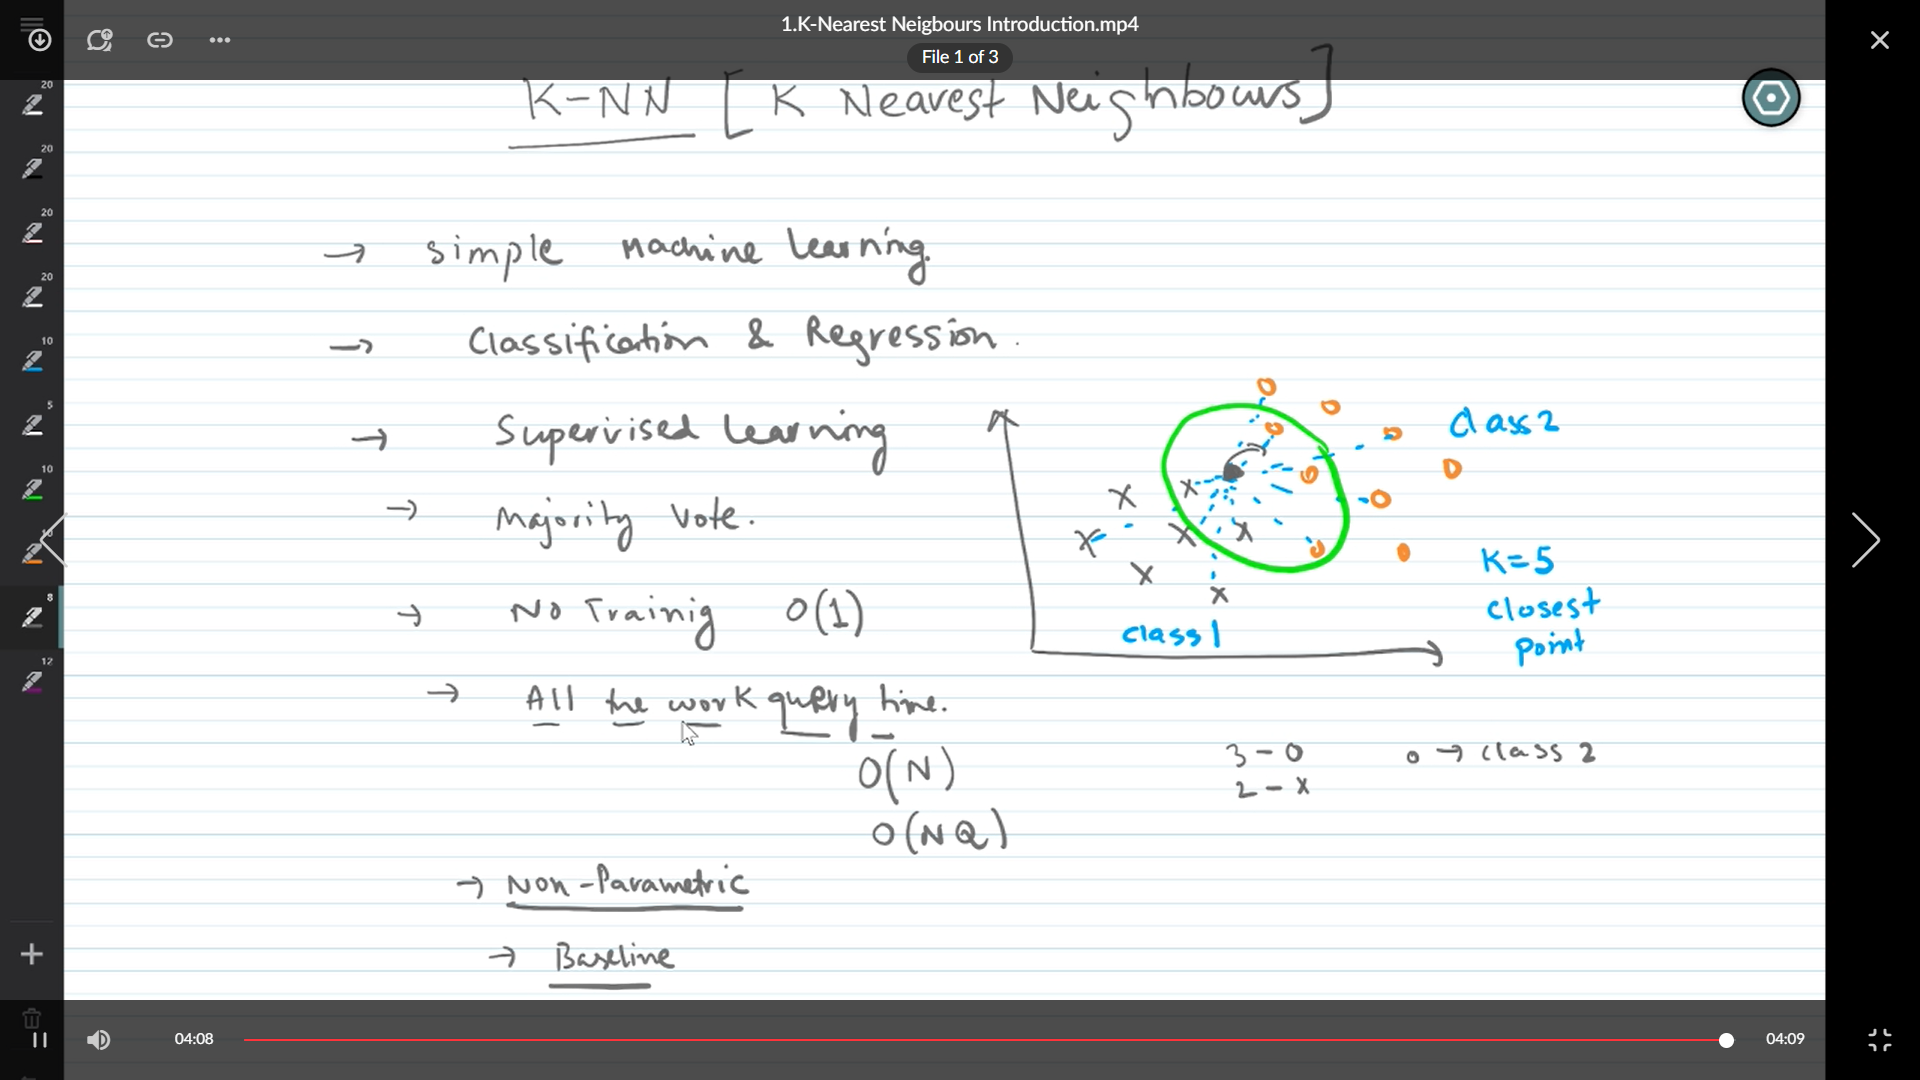 1.K-Nearest Neigbours Introduction.mp4
File 1 of 3
K-NN [K Nearest Neighbours]
20
20
20
20
10
5
10
8
12
→ simple Machine Learning.
→ Classification & Regression.
→ Supervised Learning
→ Majority Vote.
→ No Trainig O(1)
→ All the work query time.
O(N)
O(NQ)
→ Non-Parametric
→ Baseline
Class 2
K=5
closest
point
class 1
3 - O
2 - X
O → class 2
04:08
04:09